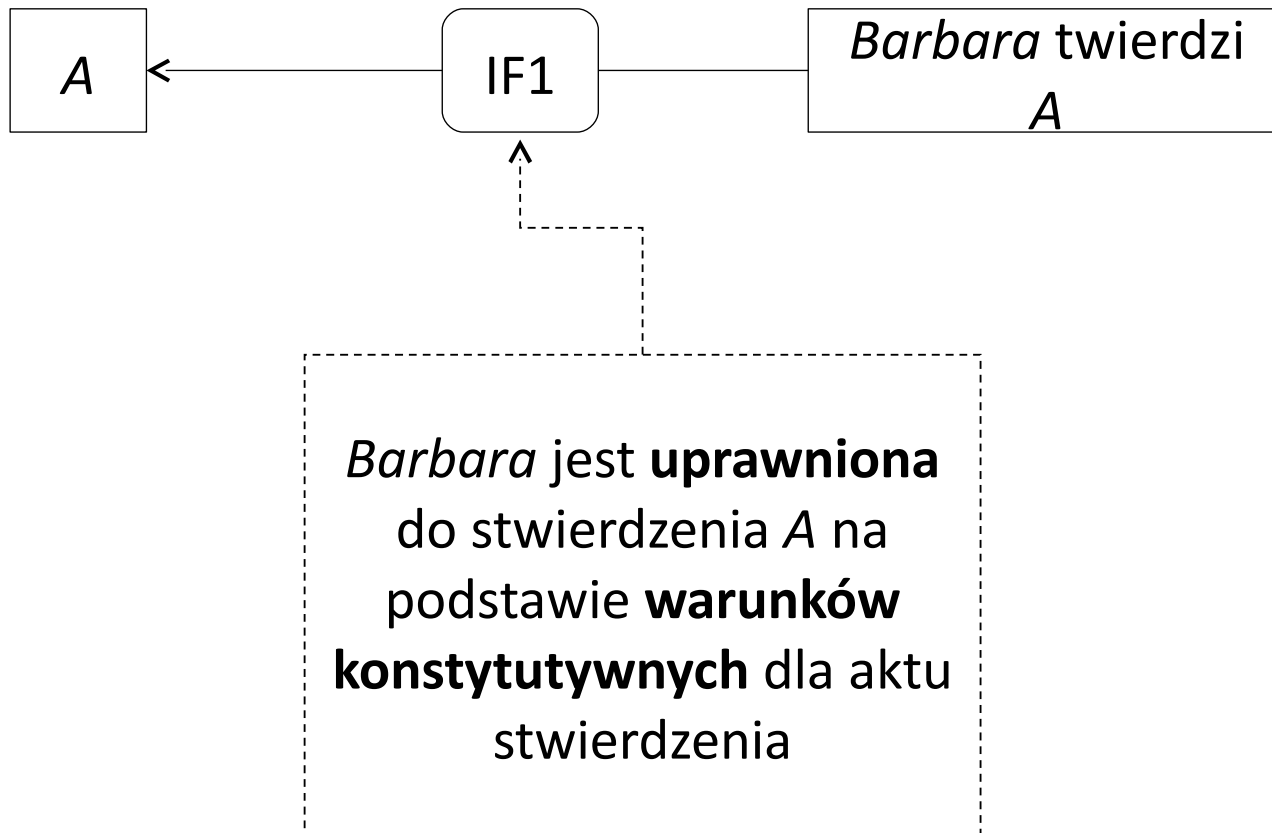 A
IF1
Barbara twierdzi
A
Barbara jest uprawniona
do stwierdzenia A na
podstawie warunków
konstytutywnych dla aktu
stwierdzenia